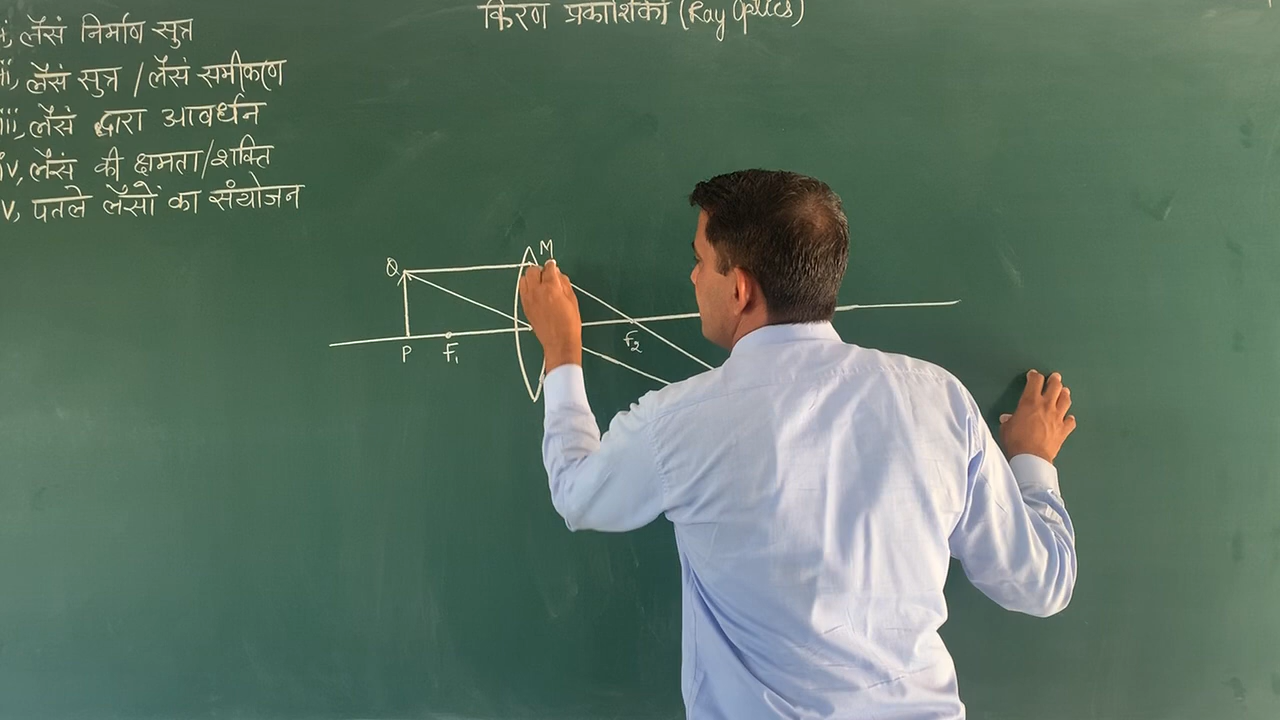 किरण प्रकाशिकी (Ray Optics)
i, लेंस निर्माण सुत्र
ii, लेंस सुत्र / लेंस समीकरण
iii, लेंस द्वारा आवर्धन
iv, लेंस की क्षमता/शक्ति
v, पतले लेंसों का संयोजन
M
Q
P
F₁
F₂